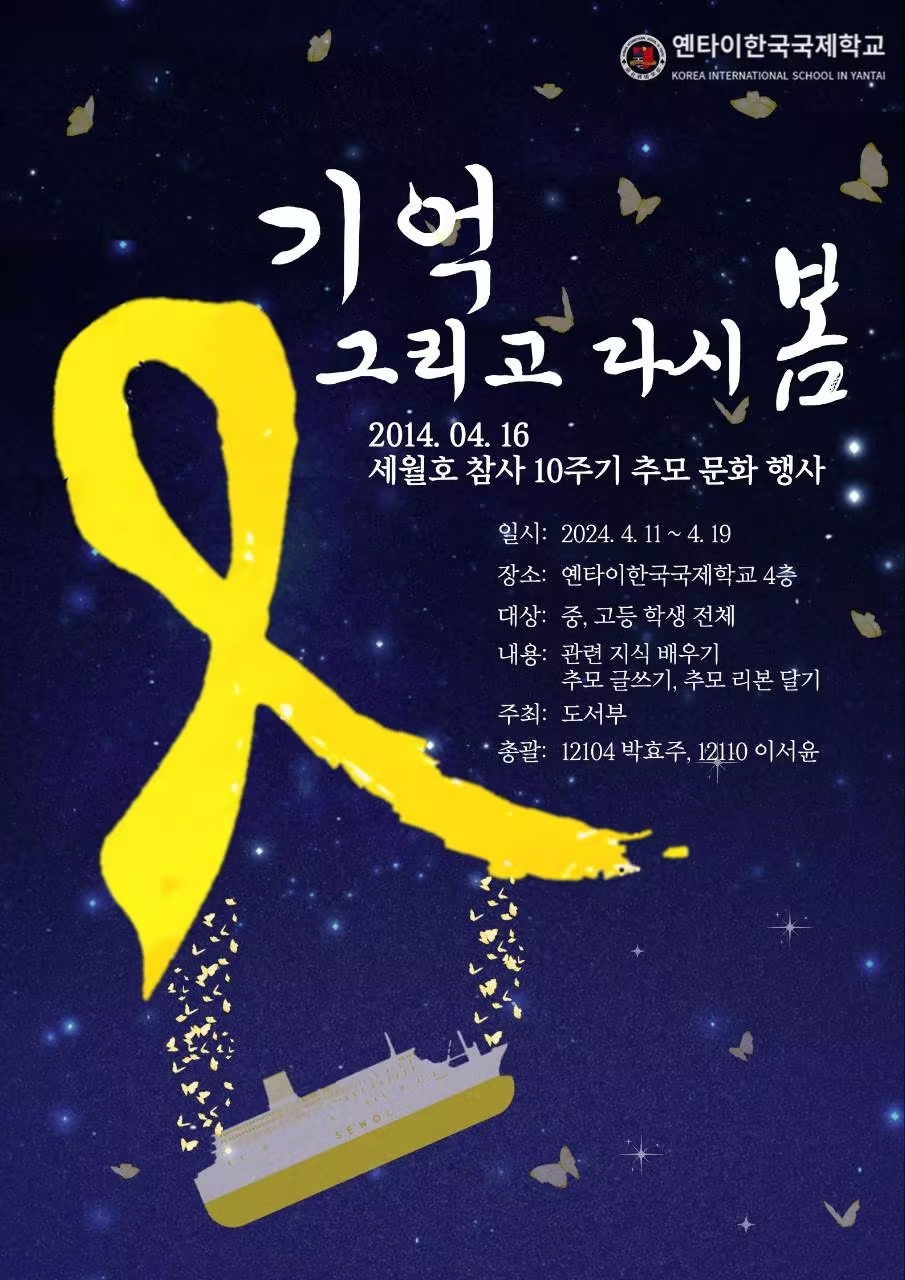 옌타이한국국제학교
KOREA INTERNATIONAL SCHOOL IN YANTAI
기억
그리고 다시 봄
2014. 04. 16
세월호 참사 10주기 추모 문화 행사
일시: 2024. 4. 11 ~ 4. 19
장소: 옌타이한국국제학교 4층
대상: 중, 고등 학생 전체
내용: 관련 지식 배우기
추모 글쓰기, 추모 리본 달기
주최: 도서부
총괄: 12104 박효주, 12110 이서윤
SEWOL